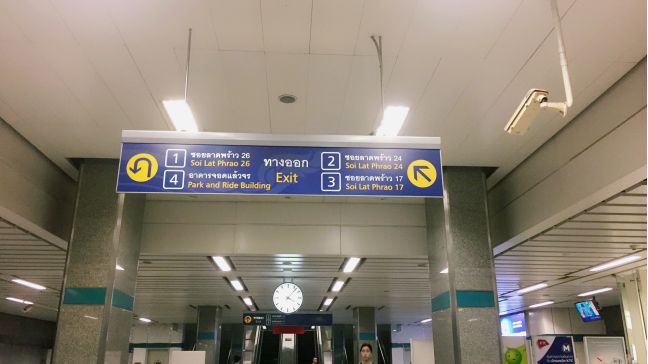 1 ซอยลาดพร้าว 26
Soi Lat Phrao 26
4 อาคารจอดแล้วจร
Park and Ride Building
ทางออก
Exit
2 ซอยลาดพร้าว 24
Soi Lat Phrao 24
3 ซอยลาดพร้าว 17
Soi Lat Phrao 17